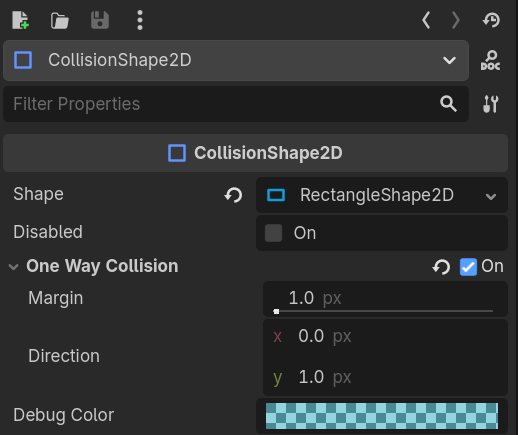 DOC
CollisionShape2D
Filter Properties
CollisionShape2D
Shape RectangleShape2D
Disabled On
One Way Collision On
Margin 1.0 px
Direction x 0.0 px
y 1.0 px
Debug Color